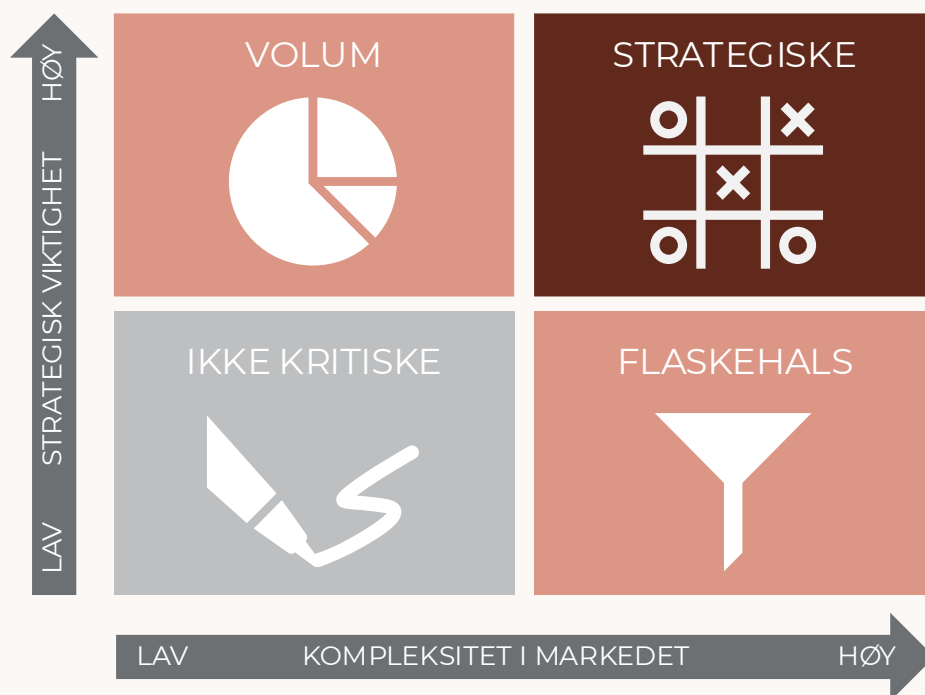 VOLUM
STRATEGISKE
IKKE KRITISKE
FLASKEHALS
LAV STRATEGISK VIKTIGHET HØY
LAV KOMPLEKSITET I MARKEDET HØY